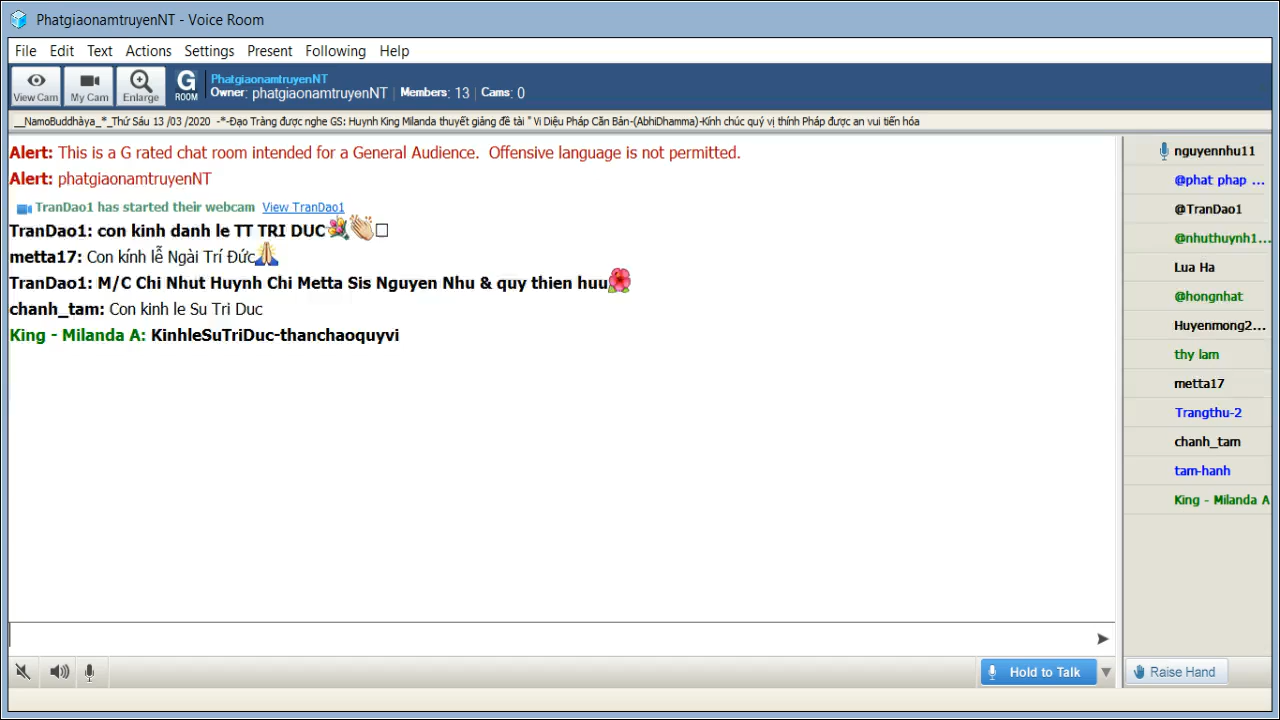 PhatgiaonamtruyenNT - Voice Room
File Edit Text Actions Settings Present Following Help
View Cam My Cam Enlarge G ROOM
PhatgiaonamtruyenNT
Owner: phatgiaonamtruyenNT Members: 13 Cams: 0
__NamoBuddhàya_*_Thứ Sáu 13 /03 /2020 -*-Đạo Tràng được nghe GS: Huynh King Milanda thuyết giảng đề tài " Vi Diệu Pháp Căn Bản-(AbhiDhamma)-Kính chúc quý vị thính Pháp được an vui tiến hóa
Alert: This is a G rated chat room intended for a General Audience. Offensive language is not permitted.
Alert: phatgiaonamtruyenNT
TranDao1 has started their webcam View TranDao1
TranDao1: con kinh danh le TT TRI DUC
metta17: Con kính lễ Ngài Trí Đức
TranDao1: M/C Chi Nhut Huynh Chi Metta Sis Nguyen Nhu & quy thien huu
chanh_tam: Con kinh le Su Tri Duc
King - Milanda A: KinhleSuTriDuc-thanchaoquyvi
nguyennhu11
@phat phap ...
@TranDao1
@nhuthuynh1...
Lua Ha
@hongnhat
Huyenmong2...
thy lam
metta17
Trangthu-2
chanh_tam
tam-hanh
King - Milanda A
Hold to Talk
Raise Hand